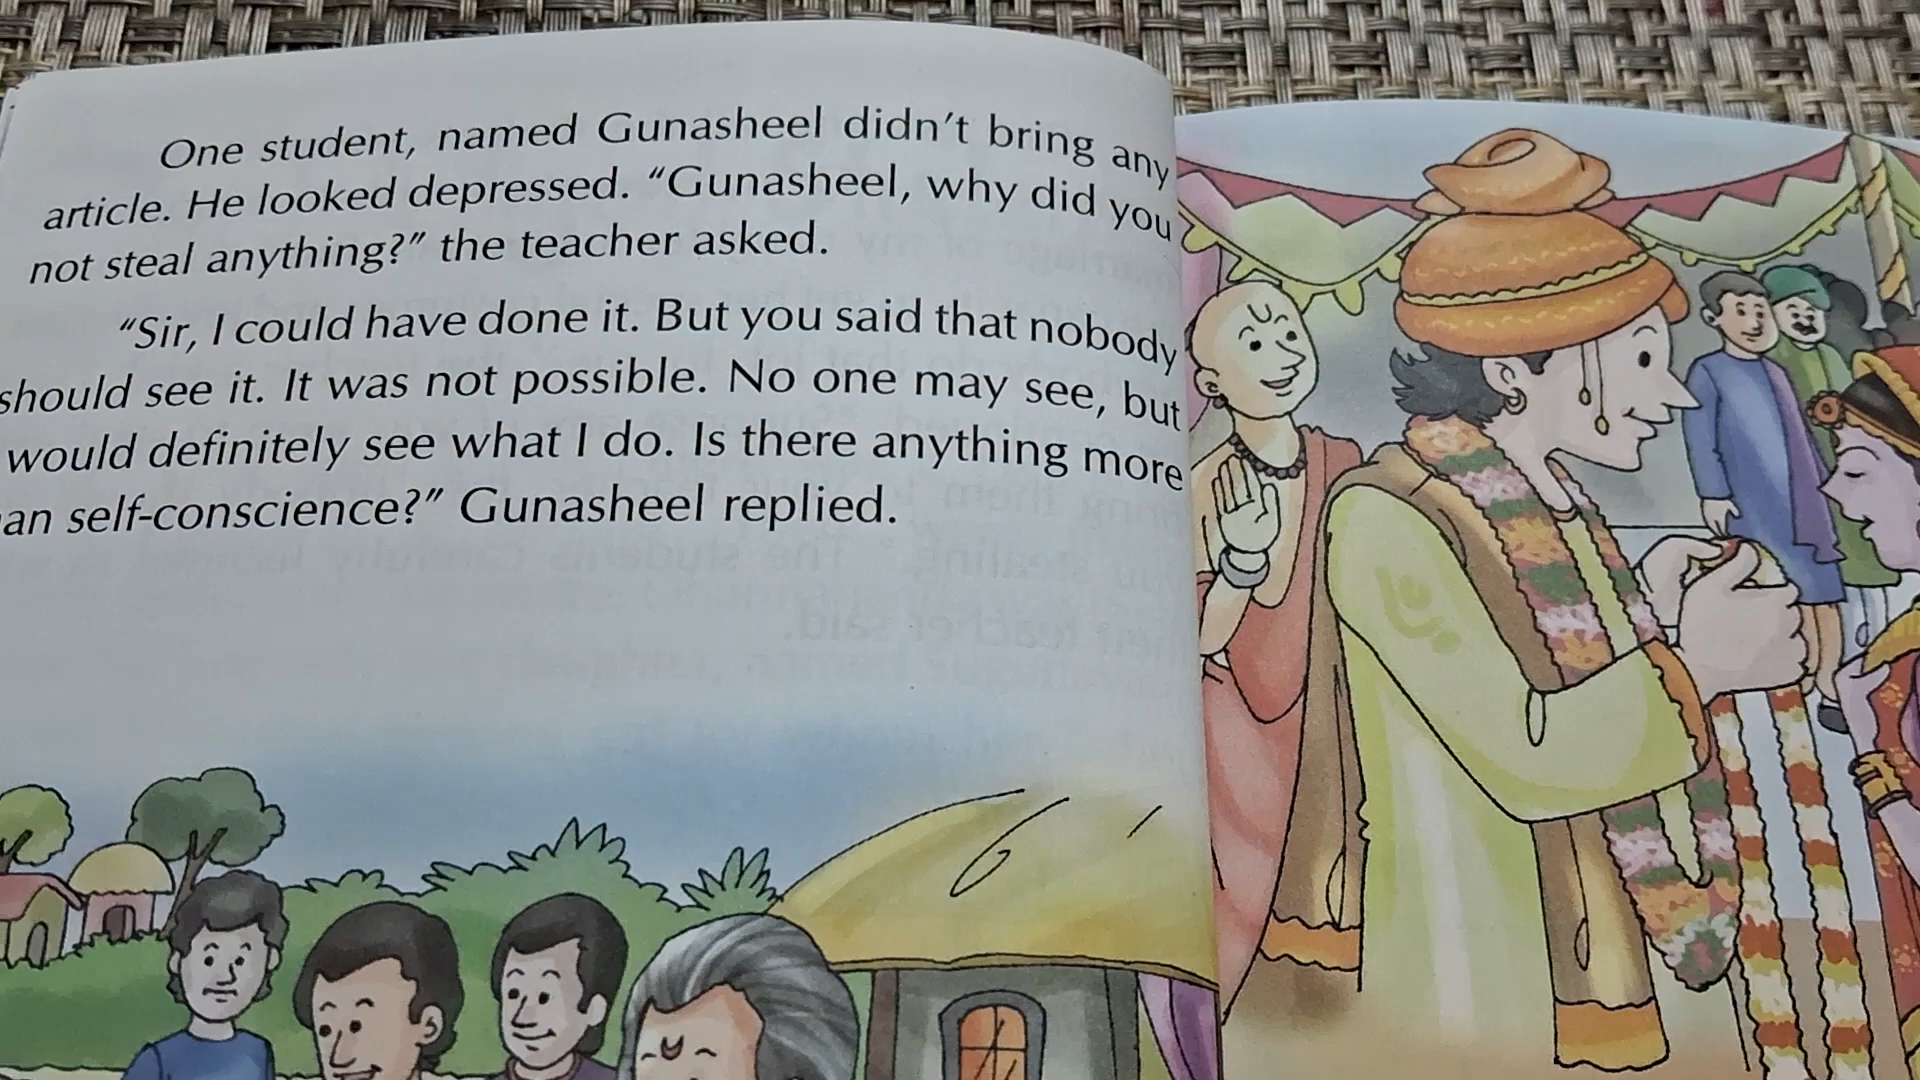 One student, named Gunasheel didn't bring any
article. He looked depressed. "Gunasheel, why did you
not steal anything?" the teacher asked.
"Sir, I could have done it. But you said that nobody
should see it. It was not possible. No one may see, but
would definitely see what I do. Is there anything more
an self-conscience?" Gunasheel replied.